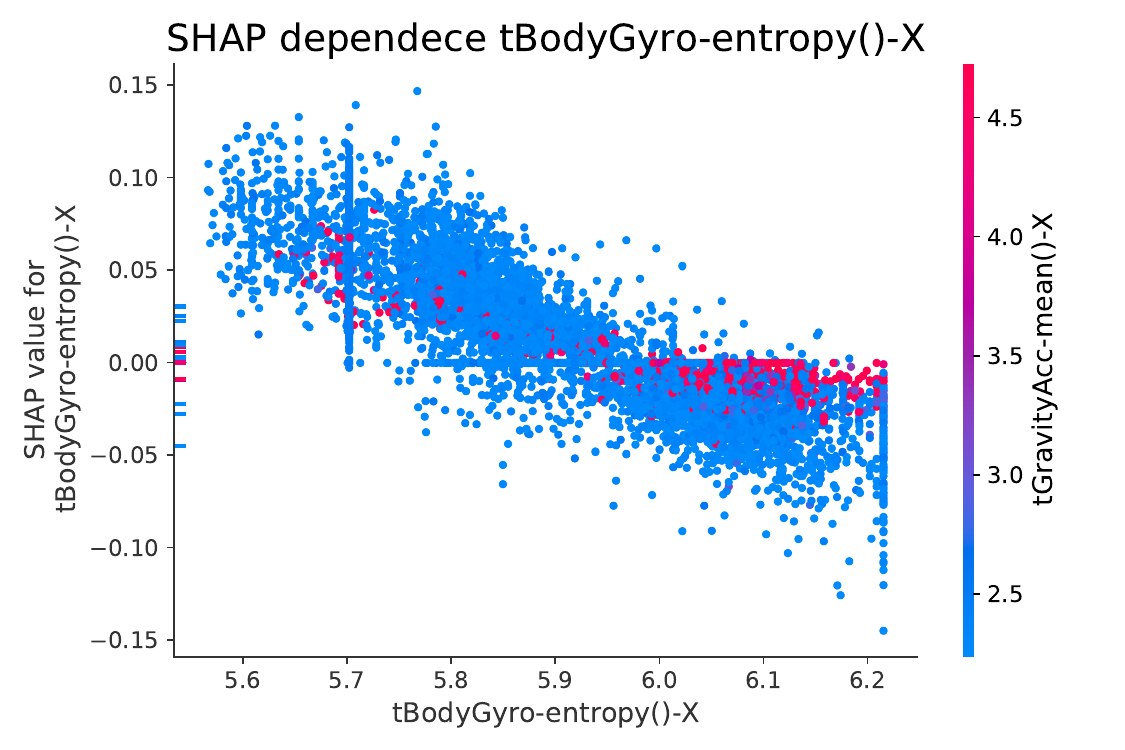 SHAP dependece tBodyGyro-entropy()-X
0.15
0.10
0.05
0.00
−0.05
−0.10
−0.15
SHAP value for
tBodyGyro-entropy()-X
5.6 5.7 5.8 5.9 6.0 6.1 6.2
tBodyGyro-entropy()-X
4.5
4.0
3.5
3.0
2.5
tGravityAcc-mean()-X